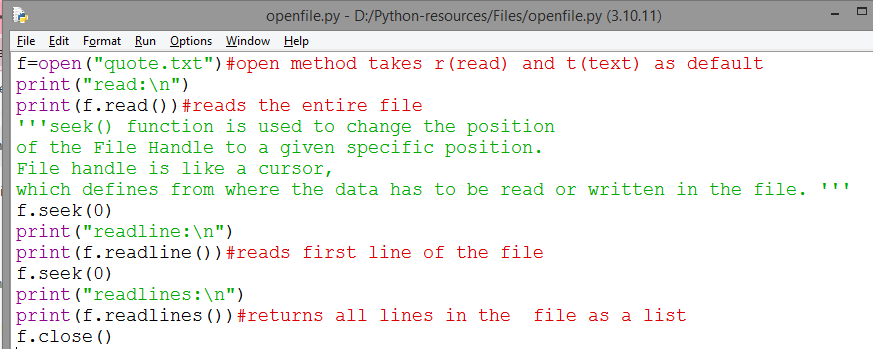 openfile.py - D:/Python-resources/Files/openfile.py (3.10.11)
File Edit Format Run Options Window Help
f=open("quote.txt")#open method takes r(read) and t(text) as default
print("read:\n")
print(f.read())#reads the entire file
'''seek() function is used to change the position
of the File Handle to a given specific position.
File handle is like a cursor,
which defines from where the data has to be read or written in the file. '''
f.seek(0)
print("readline:\n")
print(f.readline())#reads first line of the file
f.seek(0)
print("readlines:\n")
print(f.readlines())#returns all lines in the  file as a list
f.close()